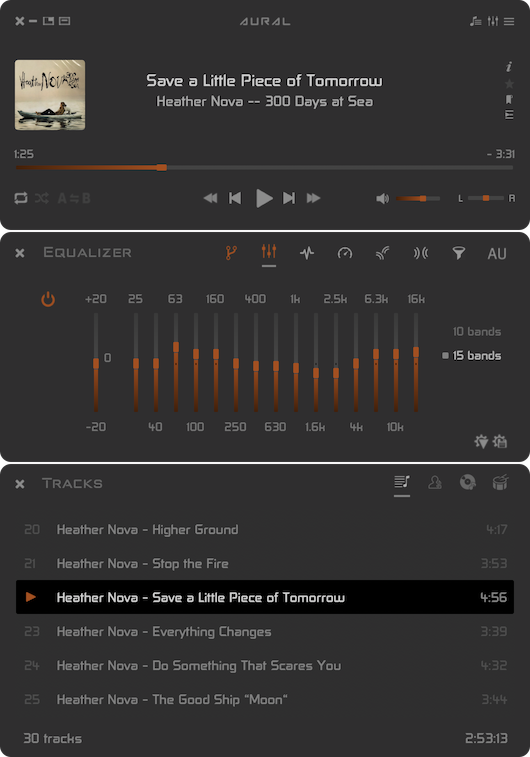 AURAL
Heather Nova
Save a Little Piece of Tomorrow
Heather Nova -- 300 Days at Sea
i
E
1:25
- 3:31
A B
L R
EQUALIZER
AU
+20 25 63 160 400 1k 2.5k 6.3k 16k
0
10 bands
15 bands
-20 40 100 250 630 1.6k 4k 10k
TRACKS
20 Heather Nova - Higher Ground 4:17
21 Heather Nova - Stop the Fire 3:53
Heather Nova - Save a Little Piece of Tomorrow 4:56
23 Heather Nova - Everything Changes 3:39
24 Heather Nova - Do Something That Scares You 4:32
25 Heather Nova - The Good Ship "Moon" 3:44
30 tracks 2:53:13